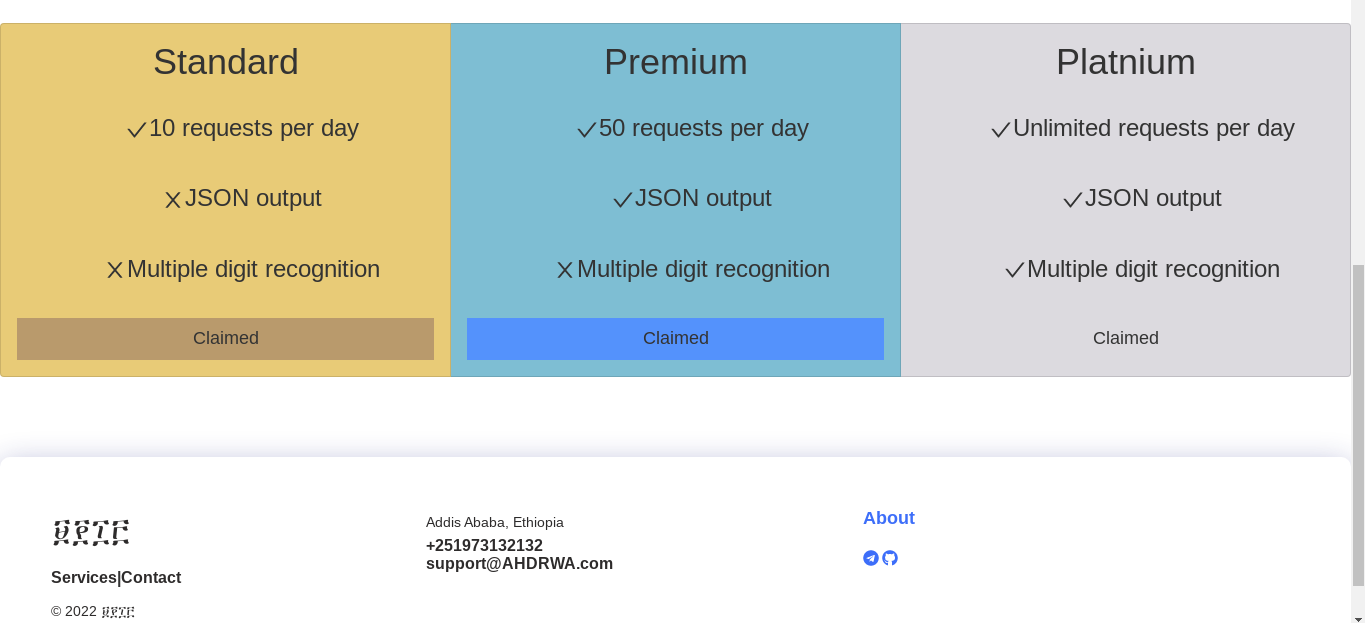 Standard
10 requests per day
JSON output
Multiple digit recognition
Claimed
Premium
50 requests per day
JSON output
Multiple digit recognition
Claimed
Platnium
Unlimited requests per day
JSON output
Multiple digit recognition
Claimed
Services|Contact
© 2022
Addis Ababa, Ethiopia
+251973132132
support@AHDRWA.com
About